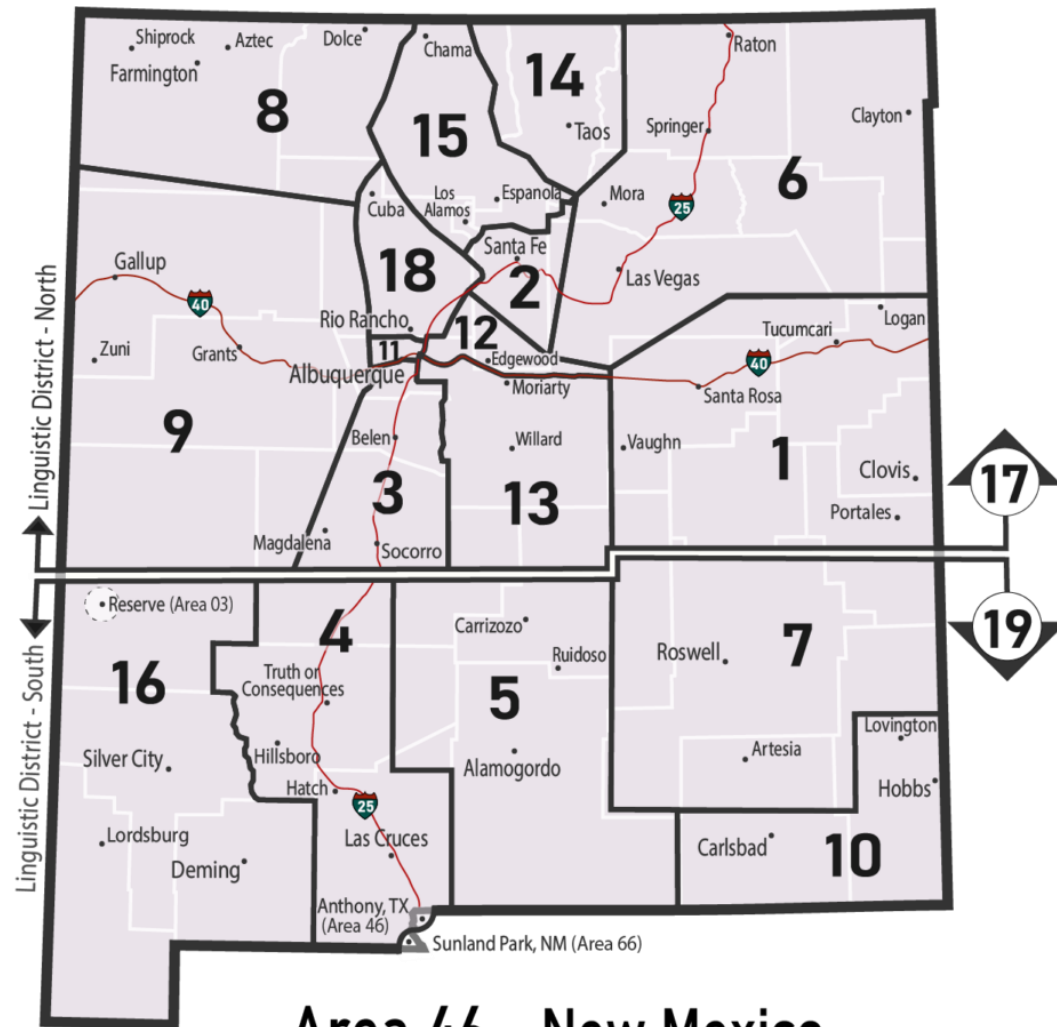 Shiprock
Aztec
Dolce
Chama
Raton
Farmington
14
8
Clayton
15
Taos
Springer
6
Cuba
Los
Alamos
Espanola
Mora
25
Santa Fe
Gallup
18
2
Las Vegas
40
Rio Rancho
12
Logan
Tucumcari
Zuni
Grants
11
Edgewood
40
Albuquerque
Moriarty
Santa Rosa
9
Belen
Willard
Vaughn
1
Clovis
17
3
13
Portales
Magdalena
Socorro
Linguistic District - North
Linguistic District - South
Reserve (Area 03)
4
Carrizozo
7
19
16
Truth or
Consequences
Ruidoso
Roswell
5
Lovington
Silver City
Hillsboro
Alamogordo
Artesia
Hatch
25
Hobbs
Lordsburg
Las Cruces
Carlsbad
10
Deming
Anthony, TX
(Area 46)
Sunland Park, NM (Area 66)
Area 46 - New Mexico